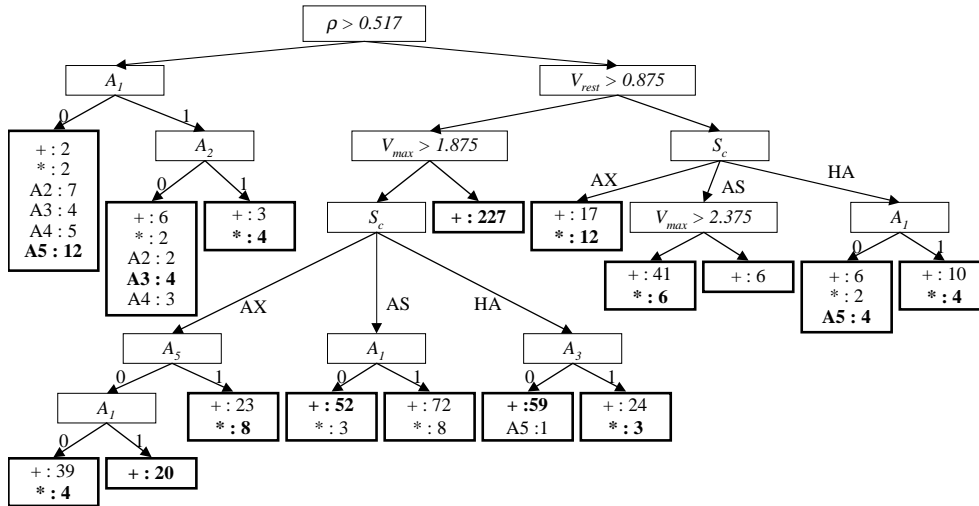 ρ > 0.517
A1
Vrest > 0.875
0
1
+ : 2
* : 2
A2 : 7
A3 : 4
A4 : 5
A5 : 12
A2
0
1
+ : 6
* : 2
A2 : 2
A3 : 4
A4 : 3
+ : 3
* : 4
Vmax > 1.875
Sc
Sc
+ : 227
AX
AS
HA
+ : 17
* : 12
Vmax > 2.375
A1
+ : 41
* : 6
+ : 6
0
1
+ : 6
* : 2
A5 : 4
+ : 10
* : 4
AX
AS
HA
A5
A1
A3
0
1
A1
+ : 23
* : 8
0
1
+ : 52
* : 3
+ : 72
* : 8
0
1
+ :59
A5 :1
+ : 24
* : 3
0
1
+ : 39
* : 4
+ : 20